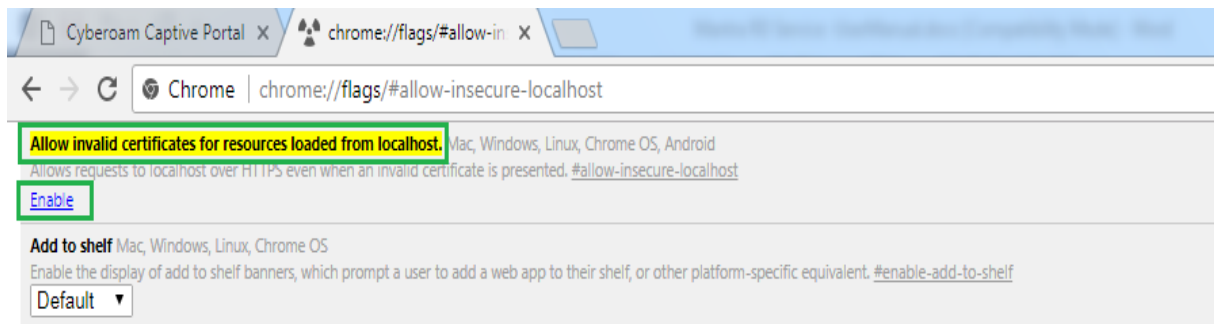 Cyberoam Captive Portal
chrome://flags/#allow-in
Chrome chrome://flags/#allow-insecure-localhost
Allow invalid certificates for resources loaded from localhost. Mac, Windows, Linux, Chrome OS, Android
Allows requests to localhost over HTTPS even when an invalid certificate is presented. #allow-insecure-localhost
Enable
Add to shelf Mac, Windows, Linux, Chrome OS
Enable the display of add to shelf banners, which prompt a user to add a web app to their shelf, or other platform-specific equivalent. #enable-add-to-shelf
Default